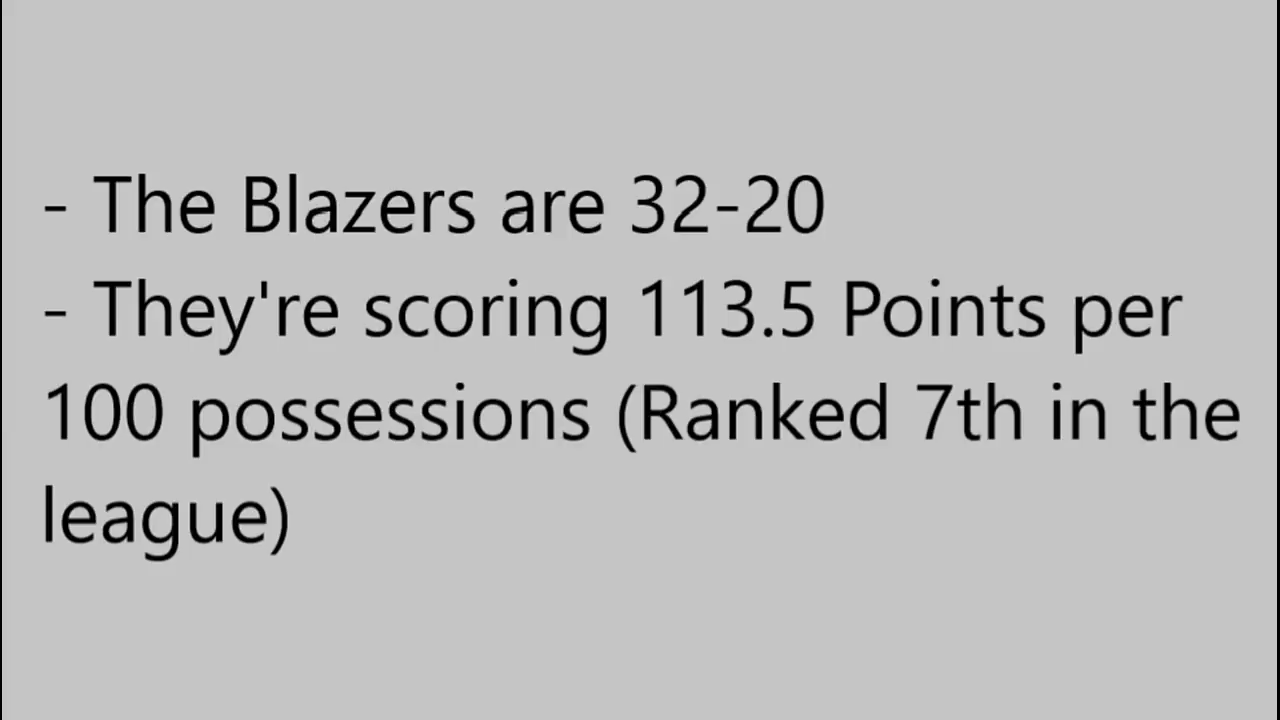 - The Blazers are 32-20
- They're scoring 113.5 Points per
100 possessions (Ranked 7th in the
league)